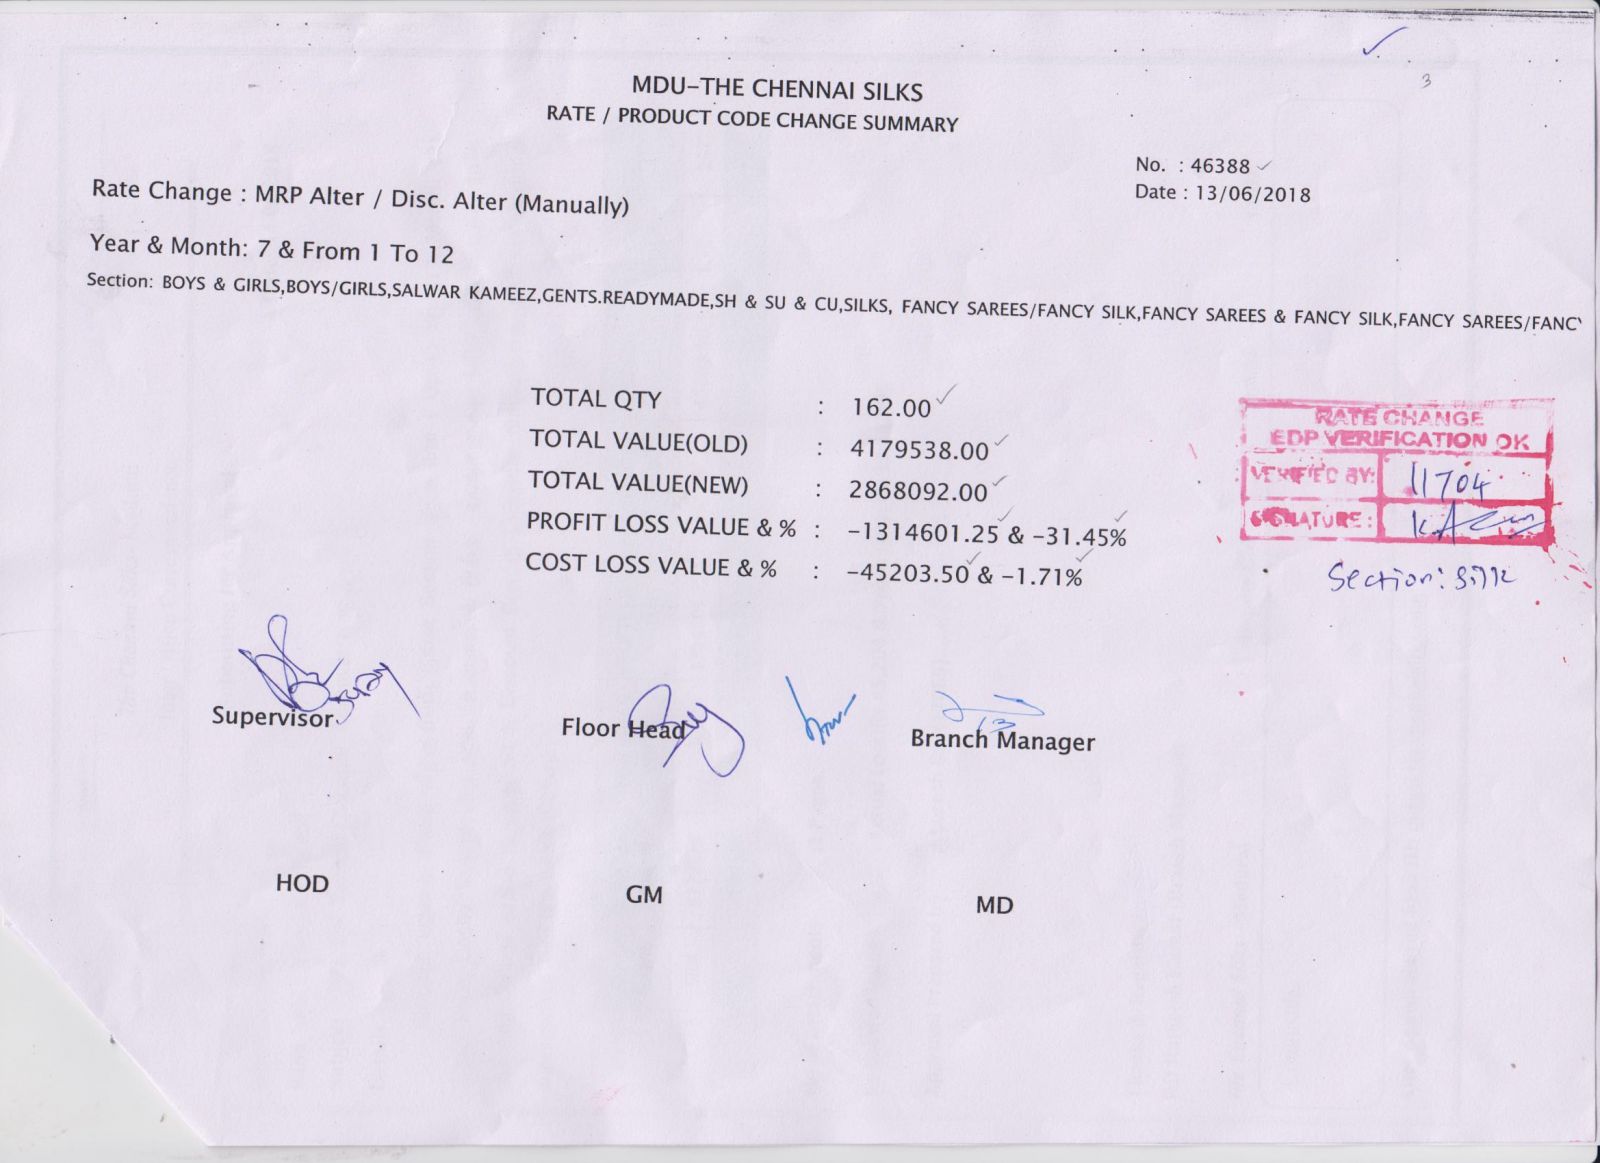 3
MDU-THE CHENNAI SILKS
RATE / PRODUCT CODE CHANGE SUMMARY
No. : 46388
Date : 13/06/2018
Rate Change : MRP Alter / Disc. Alter (Manually)
Year & Month: 7 & From 1 To 12
Section: BOYS & GIRLS,BOYS/GIRLS,SALWAR KAMEEZ,GENTS.READYMADE,SH & SU & CU,SILKS, FANCY SAREES/FANCY SILK,FANCY SAREES & FANCY SILK,FANCY SAREES/FANC
TOTAL QTY : 162.00
TOTAL VALUE(OLD) : 4179538.00
TOTAL VALUE(NEW) : 2868092.00
PROFIT LOSS VALUE & % : -1314601.25 & -31.45%
COST LOSS VALUE & % : -45203.50 & -1.71%
RATE CHANGE
EDP VERIFICATION OK
VERIFIED BY: 11704
SIGNATURE :
Section: Silk
Supervisor
Floor Head
Branch Manager
HOD
GM
MD